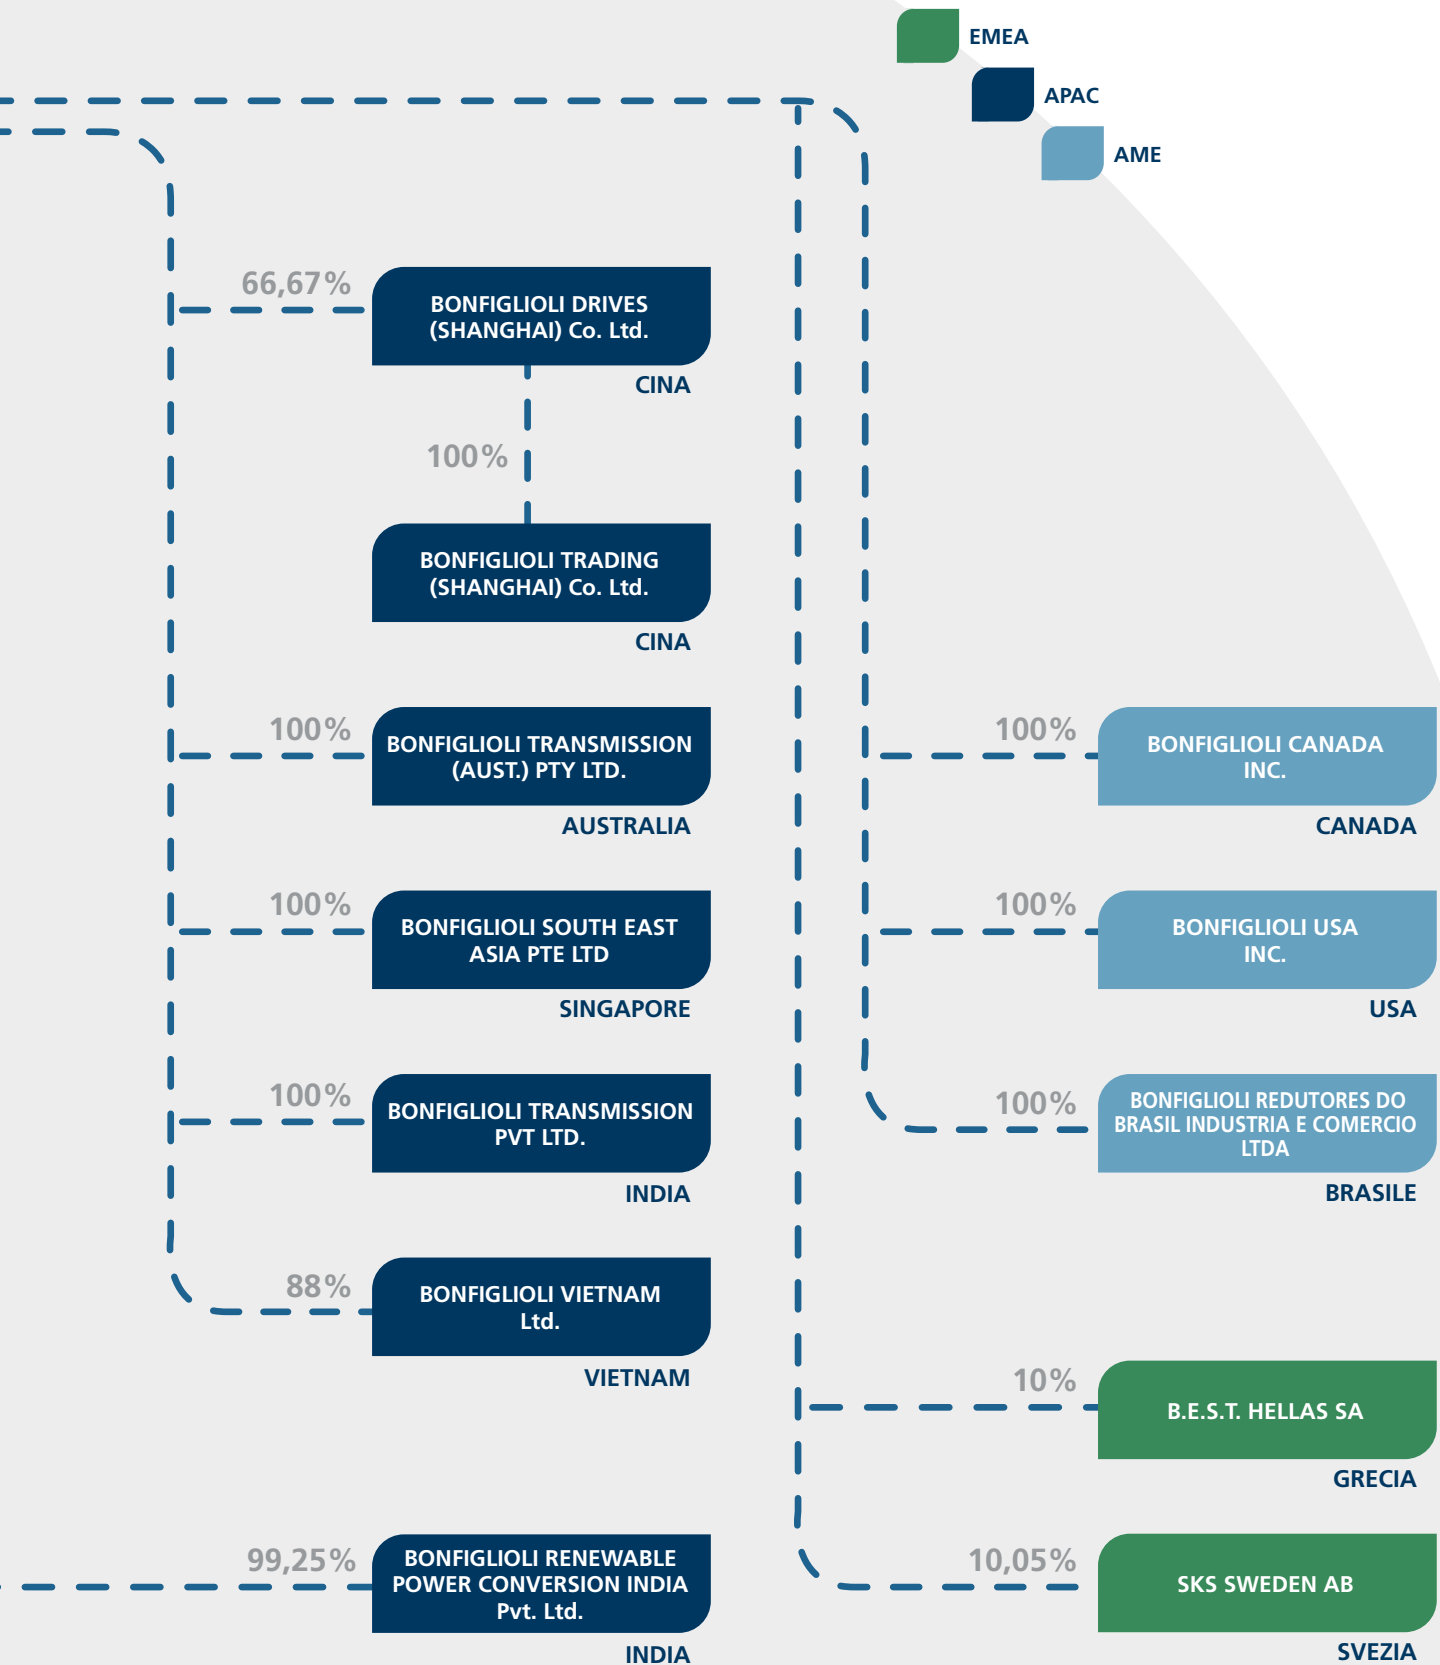 EMEA
APAC
AME
66,67%
BONFIGLIOLI DRIVES
(SHANGHAI) Co. Ltd.
CINA
100%
BONFIGLIOLI TRADING
(SHANGHAI) Co. Ltd.
CINA
100%
BONFIGLIOLI TRANSMISSION
(AUST.) PTY LTD.
AUSTRALIA
100%
BONFIGLIOLI SOUTH EAST
ASIA PTE LTD
SINGAPORE
100%
BONFIGLIOLI TRANSMISSION
PVT LTD.
INDIA
88%
BONFIGLIOLI VIETNAM
Ltd.
VIETNAM
99,25%
BONFIGLIOLI RENEWABLE
POWER CONVERSION INDIA
Pvt. Ltd.
INDIA
100%
BONFIGLIOLI CANADA
INC.
CANADA
100%
BONFIGLIOLI USA
INC.
USA
100%
BONFIGLIOLI REDUTORES DO
BRASIL INDUSTRIA E COMERCIO
LTDA
BRASILE
10%
B.E.S.T. HELLAS SA
GRECIA
10,05%
SKS SWEDEN AB
SVEZIA